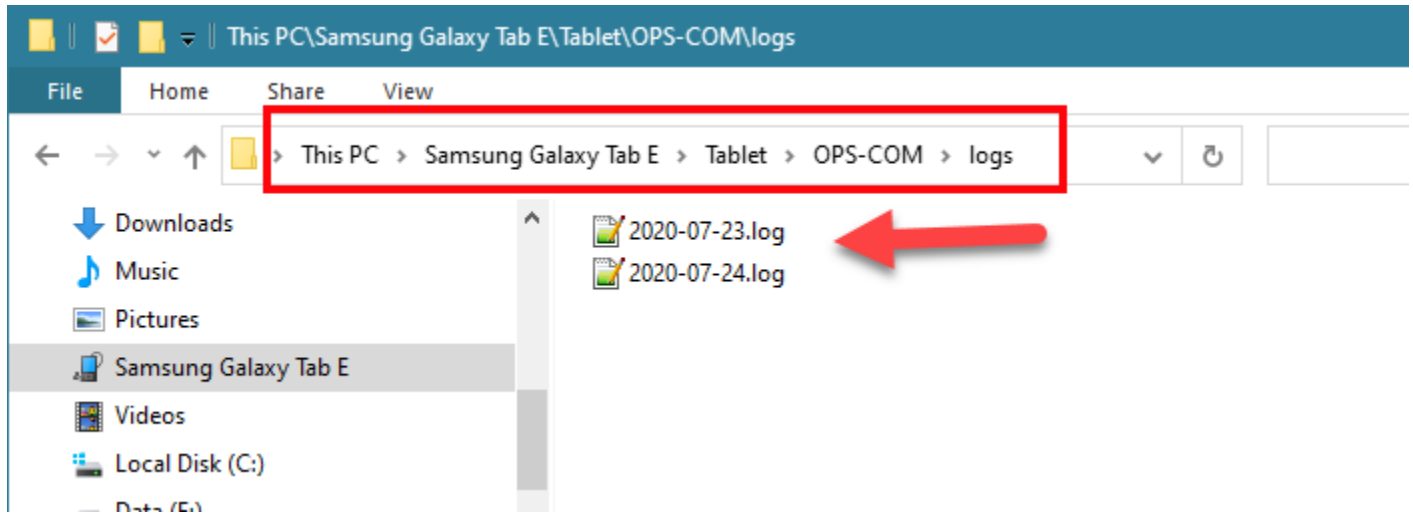 This PC\Samsung Galaxy Tab E\Tablet\OPS-COM\logs
File Home Share View
This PC > Samsung Galaxy Tab E > Tablet > OPS-COM > logs
Downloads
Music
Pictures
Samsung Galaxy Tab E
Videos
Local Disk (C:)
2020-07-23.log
2020-07-24.log